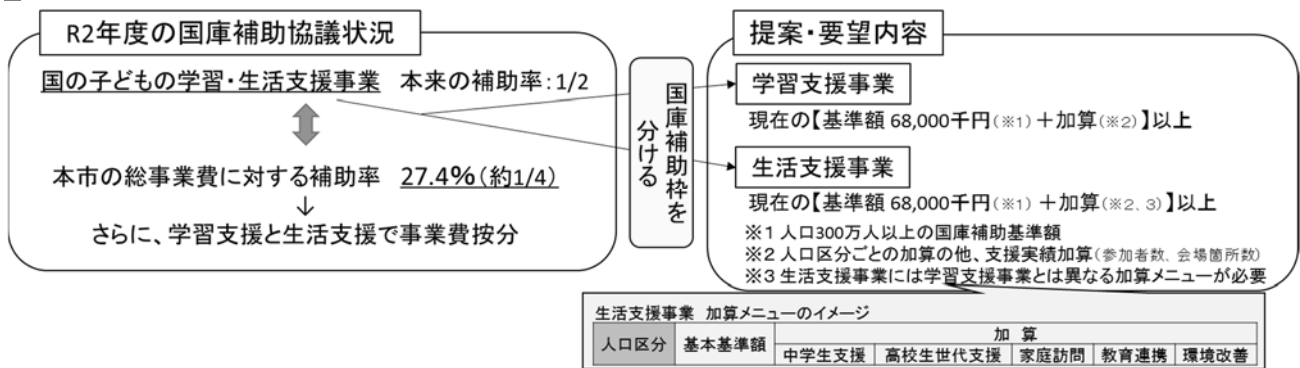 R2年度の国庫補助協議状況
国の子どもの学習・生活支援事業 本来の補助率:1/2
本市の総事業費に対する補助率 27.4%(約1/4)
↓
さらに、学習支援と生活支援で事業費按分
国庫補助枠を
分ける
提案・要望内容
学習支援事業
現在の【基準額 68,000千円(※1)+加算(※2)】以上
生活支援事業
現在の【基準額 68,000千円(※1)+加算(※2、3)】以上
※1 人口300万人以上の国庫補助基準額
※2 人口区分ごとの加算の他、支援実績加算(参加者数、会場箇所数)
※3 生活支援事業には学習支援事業とは異なる加算メニューが必要
生活支援事業 加算メニューのイメージ
人口区分 基本基準額 加 算
中学生支援 高校生世代支援 家庭訪問 教育連携 環境改善